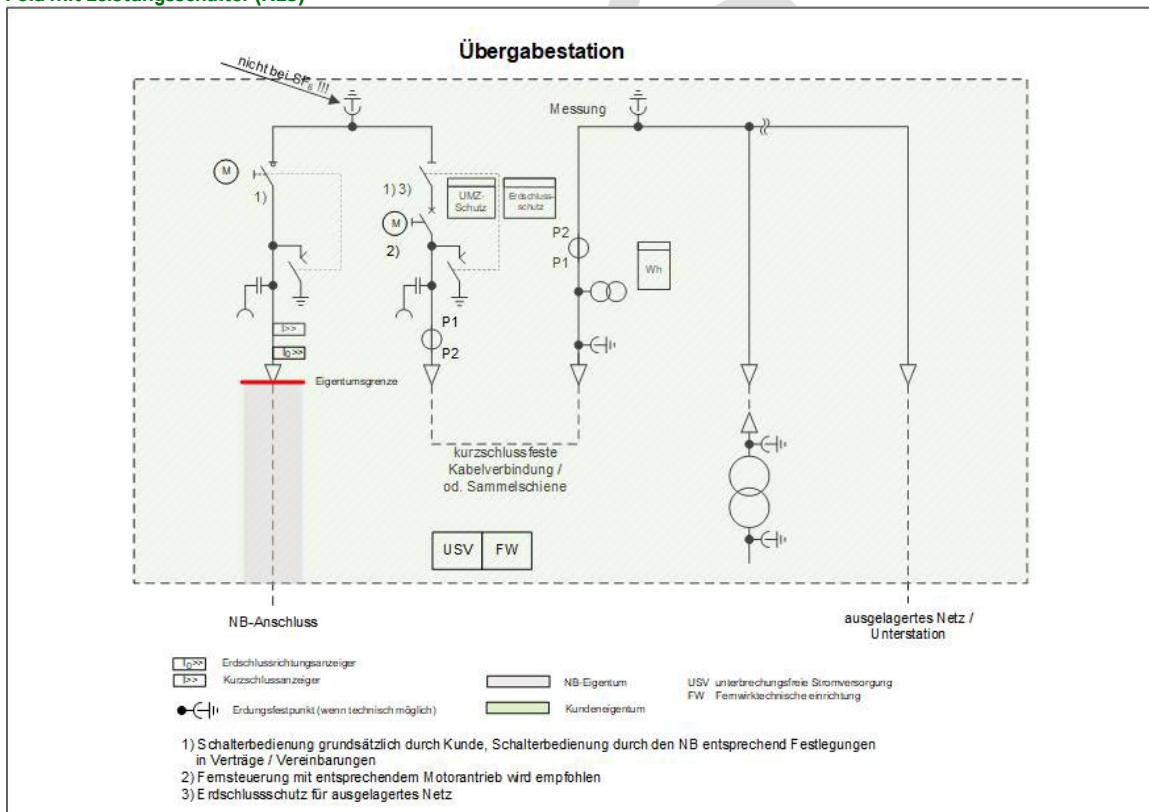 Übergabestation
nicht bei SF6 !!!
Messung
M
1)
1) 3)
UMZ-
Schutz
Erdschluss-
schutz
M
2)
P2
P1
Wh
I>>
I0>>
P1
P2
Eigentumsgrenze
kurzschlussfeste
Kabelverbindung /
od. Sammelschiene
USV FW
NB-Anschluss
ausgelagertes Netz /
Unterstation
I0>> Erdschlussrichtungsanzeiger
I>> Kurzschlussanzeiger
Erdungsfestpunkt (wenn technisch möglich)
NB-Eigentum
Kundeneigentum
USV unterbrechungsfreie Stromversorgung
FW Fernwirktechnische einrichtung
1) Schalterbedienung grundsätzlich durch Kunde, Schalterbedienung durch den NB entsprechend Festlegungen
in Verträge / Vereinbarungen
2) Fernsteuerung mit entsprechendem Motorantrieb wird empfohlen
3) Erdschlussschutz für ausgelagertes Netz